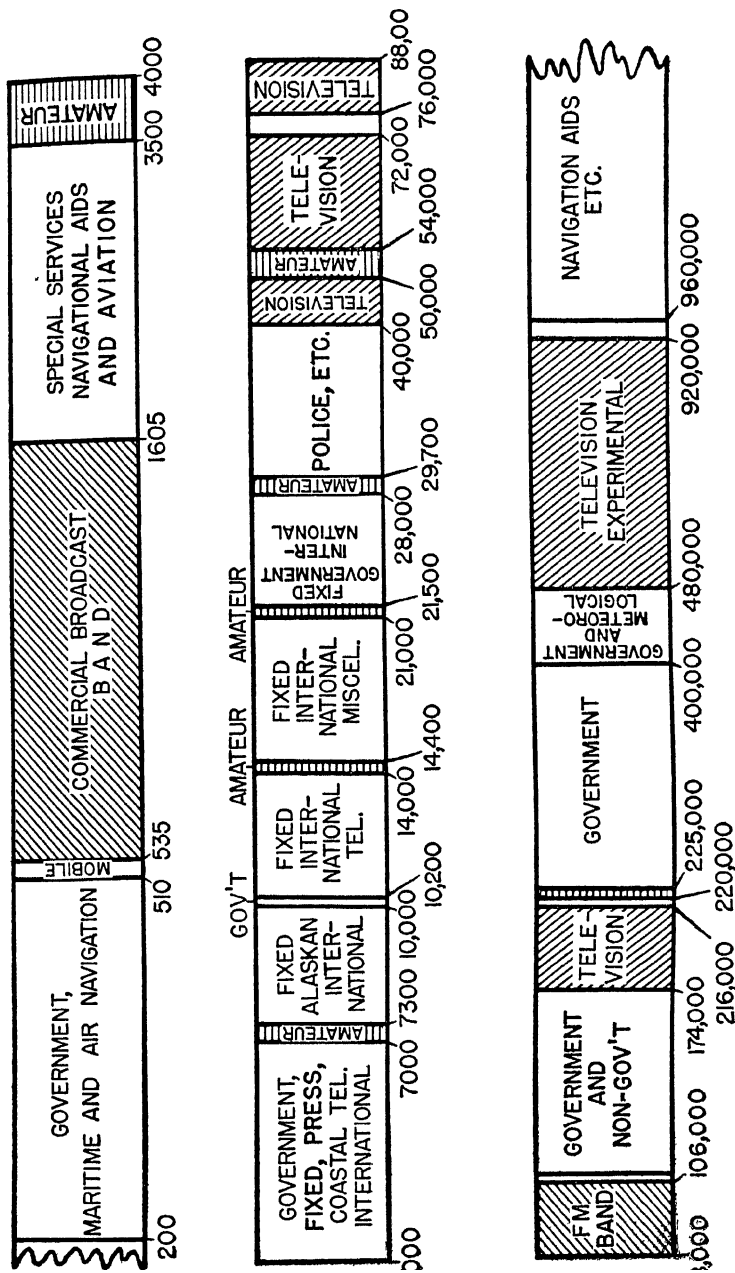 GOVERNMENT,
MARITIME AND AIR NAVIGATION
MOBILE
COMMERCIAL BROADCAST
BAND
SPECIAL SERVICES
NAVIGATIONAL AIDS
AND AVIATION
AMATEUR
200
510
535
1605
3500
4000
GOV'T
AMATEUR
AMATEUR
GOVERNMENT,
FIXED, PRESS,
COASTAL TEL.
INTERNATIONAL
AMATEUR
FIXED
ALASKAN
INTER-
NATIONAL
FIXED
INTER-
NATIONAL
TEL.
FIXED
INTER-
NATIONAL
MISCEL.
FIXED
GOVERNMENT
INTER-
NATIONAL
AMATEUR
POLICE, ETC.
TELEVISION
AMATEUR
TELE-
VISION
TELEVISION
000
7000
7300
10,000
10,200
14,000
14,400
21,000
21,500
28,000
29,700
40,000
50,000
54,000
72,000
76,000
88,00
FM
BAND
GOVERNMENT
AND
NON-GOV'T
TELE-
VISION
GOVERNMENT
GOVERNMENT
AND
METEORO-
LOGICAL
TELEVISION
EXPERIMENTAL
NAVIGATION AIDS
ETC.
8,000
106,000
174,000
216,000
220,000
225,000
400,000
480,000
920,000
960,000